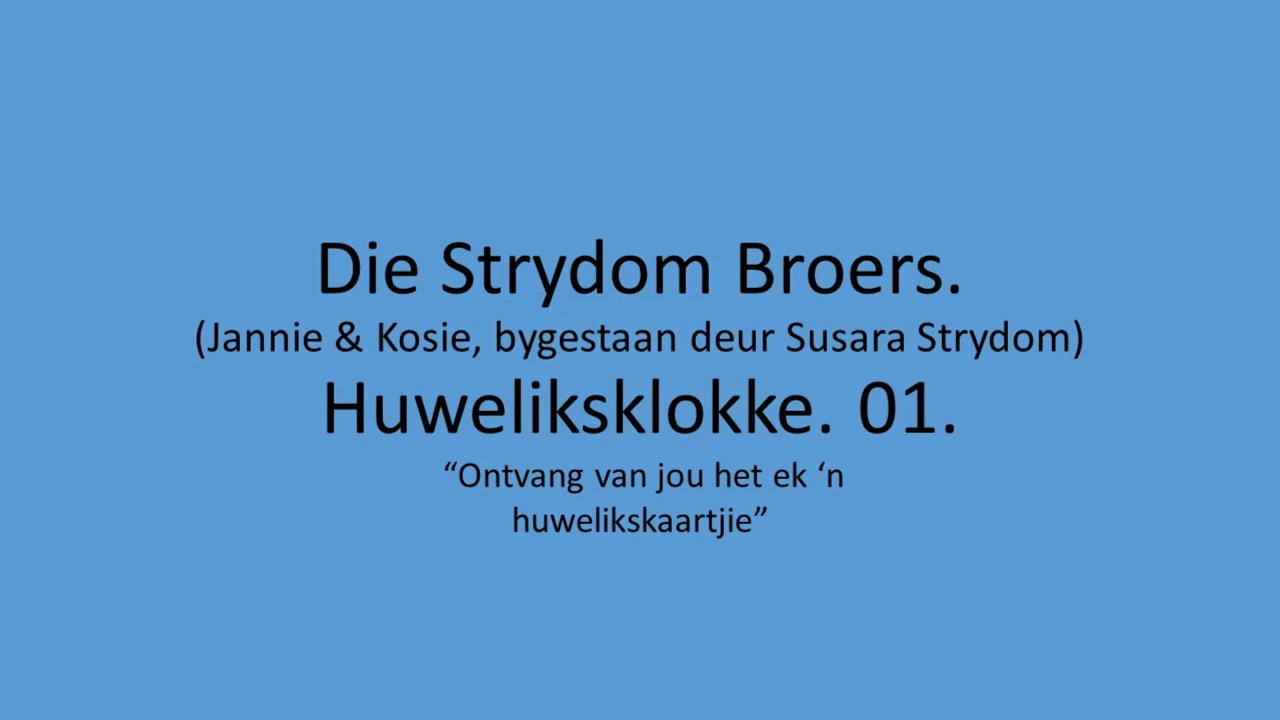 Die Strydom Broers.
(Jannie & Kosie, bygestaan deur Susara Strydom)
Huweliksklokke. 01.
“Ontvang van jou het ek ‘n
huwelikskaartjie”